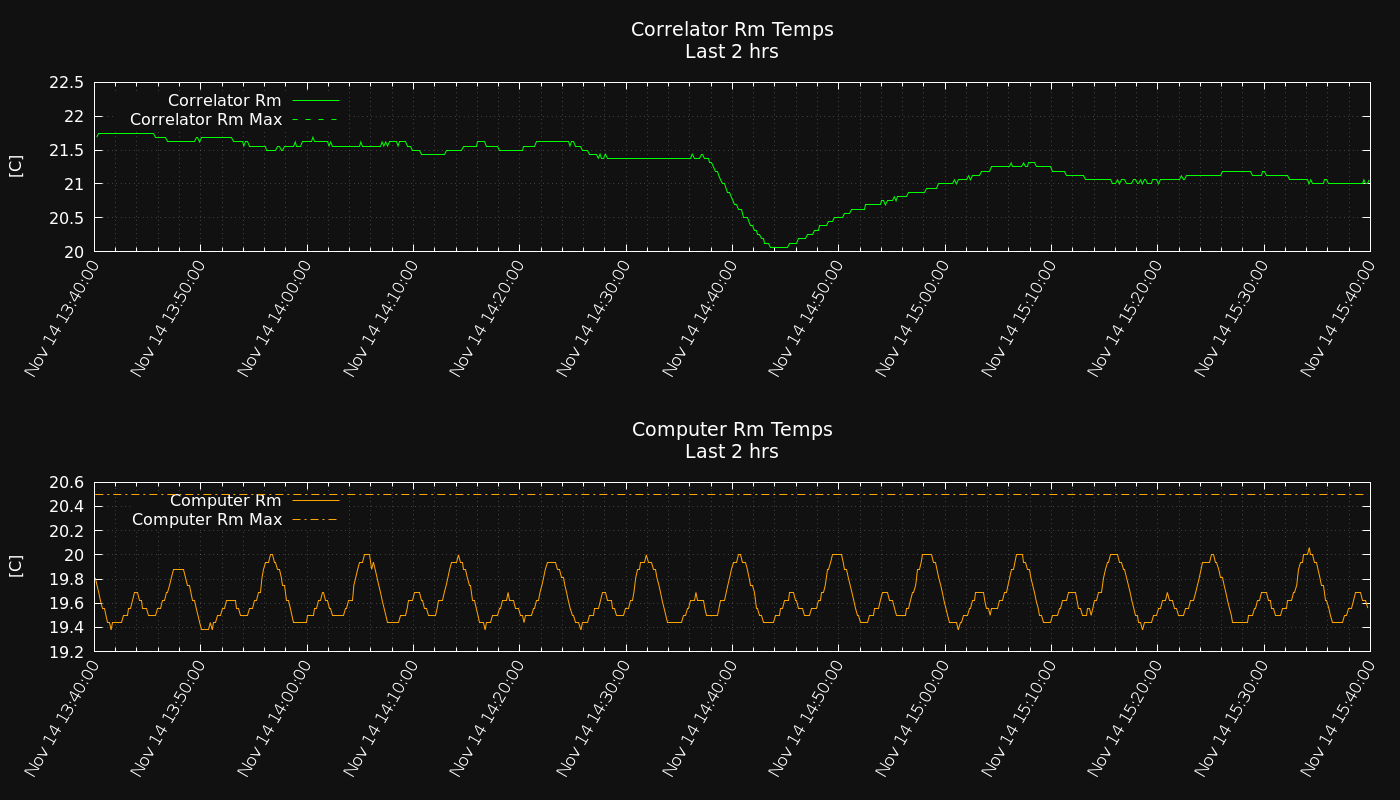 Correlator Rm Temps
Last 2 hrs
22.5
22
21.5
21
20.5
20
[C]
Correlator Rm
Correlator Rm Max
Nov 14 13:40:00
Nov 14 13:50:00
Nov 14 14:00:00
Nov 14 14:10:00
Nov 14 14:20:00
Nov 14 14:30:00
Nov 14 14:40:00
Nov 14 14:50:00
Nov 14 15:00:00
Nov 14 15:10:00
Nov 14 15:20:00
Nov 14 15:30:00
Nov 14 15:40:00
Computer Rm Temps
Last 2 hrs
20.6
20.4
20.2
20
19.8
19.6
19.4
19.2
[C]
Computer Rm
Computer Rm Max
Nov 14 13:40:00
Nov 14 13:50:00
Nov 14 14:00:00
Nov 14 14:10:00
Nov 14 14:20:00
Nov 14 14:30:00
Nov 14 14:40:00
Nov 14 14:50:00
Nov 14 15:00:00
Nov 14 15:10:00
Nov 14 15:20:00
Nov 14 15:30:00
Nov 14 15:40:00